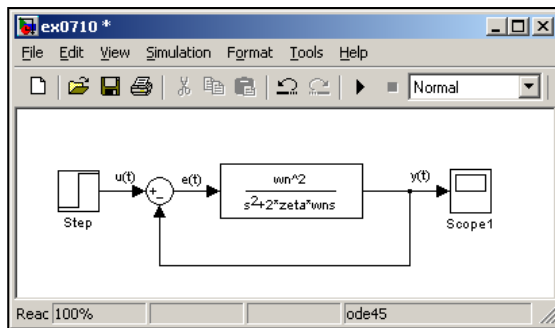 ex0710 *
File Edit View Simulation Format Tools Help
Normal
u(t) e(t) wn^2 y(t)
s^2+2*zeta*wns
Step Scope1
Reac 100% ode45